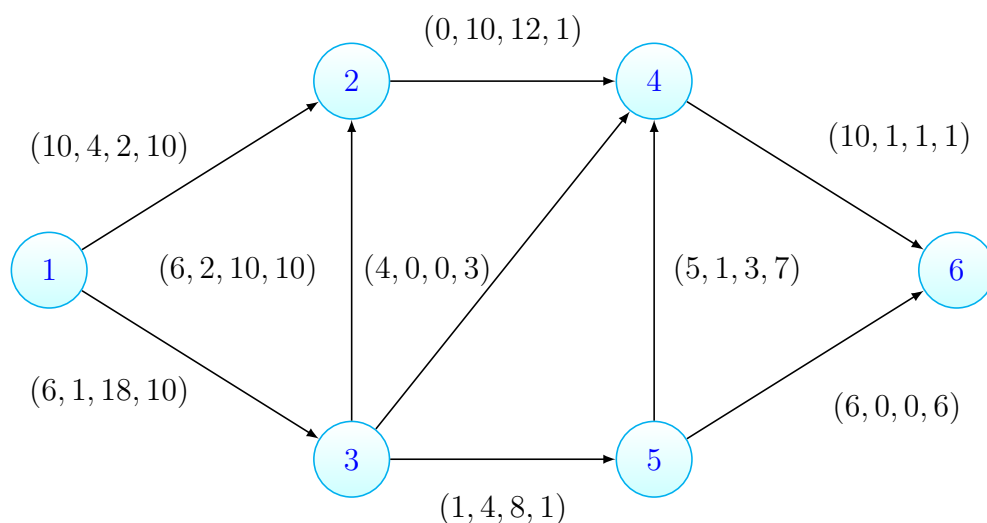 (0, 10, 12, 1)
2
4
(10, 4, 2, 10)
(10, 1, 1, 1)
1
(6, 2, 10, 10)
(4, 0, 0, 3)
(5, 1, 3, 7)
6
(6, 1, 18, 10)
(6, 0, 0, 6)
3
5
(1, 4, 8, 1)